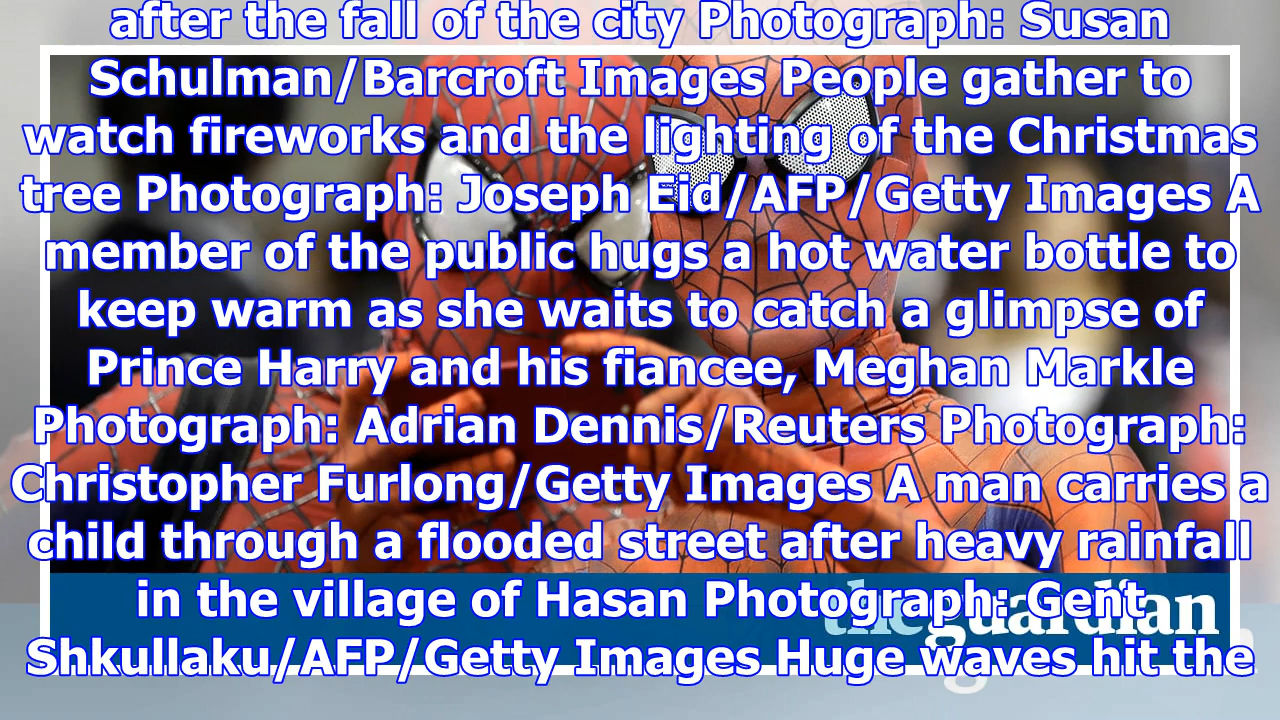 after the fall of the city Photograph: Susan
Schulman/Barcroft Images People gather to
watch fireworks and the lighting of the Christmas
tree Photograph: Joseph Eid/AFP/Getty Images A
member of the public hugs a hot water bottle to
keep warm as she waits to catch a glimpse of
Prince Harry and his fiancee, Meghan Markle
Photograph: Adrian Dennis/Reuters Photograph:
Christopher Furlong/Getty Images A man carries a
child through a flooded street after heavy rainfall
in the village of Hasan Photograph: Gent
theguardian
Shkullaku/AFP/Getty Images Huge waves hit the